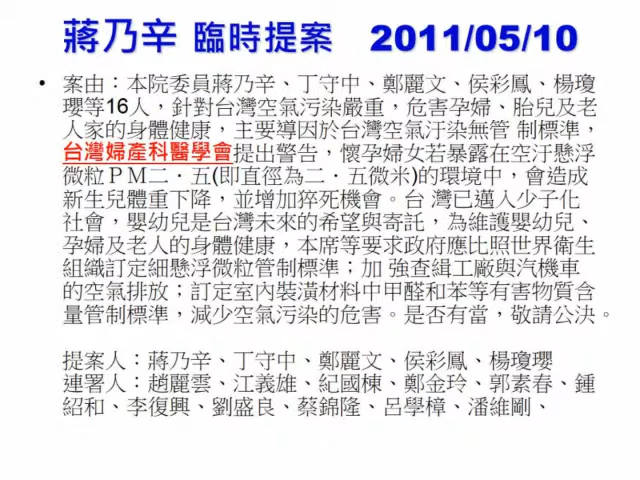 蔣乃辛 臨時提案 2011/05/10
• 案由：本院委員蔣乃辛、丁守中、鄭麗文、侯彩鳳、楊瓊
瓔等16人，針對台灣空氣污染嚴重，危害孕婦、胎兒及老
人家的身體健康，主要導因於台灣空氣汙染無管 制標準，
台灣婦產科醫學會提出警告，懷孕婦女若暴露在空汙懸浮
微粒ＰＭ二．五(即直徑為二．五微米)的環境中，會造成
新生兒體重下降，並增加猝死機會。台 灣已邁入少子化
社會，嬰幼兒是台灣未來的希望與寄託，為維護嬰幼兒、
孕婦及老人的身體健康，本席等要求政府應比照世界衛生
組織訂定細懸浮微粒管制標準；加 強查緝工廠與汽機車
的空氣排放；訂定室內裝潢材料中甲醛和苯等有害物質含
量管制標準，減少空氣污染的危害。是否有當，敬請公決。
提案人：蔣乃辛、丁守中、鄭麗文、侯彩鳳、楊瓊瓔
連署人：趙麗雲、江義雄、紀國棟、鄭金玲、郭素春、鍾
紹和、李復興、劉盛良、蔡錦隆、呂學樟、潘維剛、